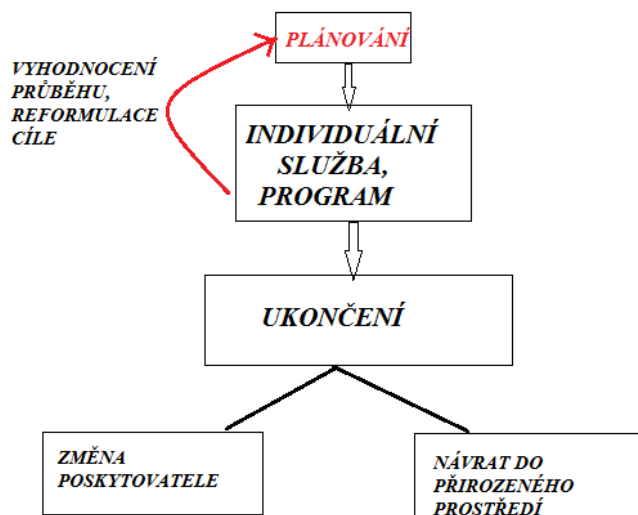 PLÁNOVÁNÍ
VYHODNOCENÍ
PRŮBĚHU,
REFORMULACE
CÍLE
INDIVIDUÁLNÍ
SLUŽBA,
PROGRAM
UKONČENÍ
ZMĚNA
POSKYTOVATELE
NÁVRAT DO
PŘIROZENÉHO
PROSTŘEDÍ